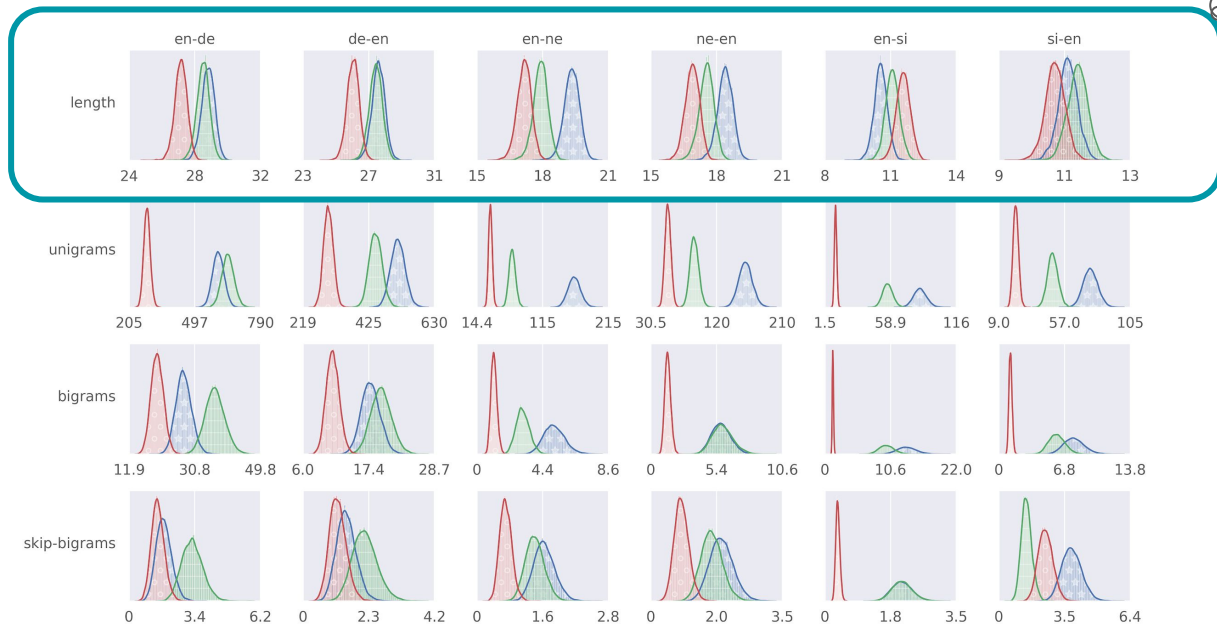 en-de de-en en-ne ne-en en-si si-en
length
24 28 32 23 27 31 15 18 21 15 18 21 8 11 14 9 11 13
unigrams
205 497 790 219 425 630 14.4 115 215 30.5 120 210 1.5 58.9 116 9.0 57.0 105
bigrams
11.9 30.8 49.8 6.0 17.4 28.7 0 4.4 8.6 0 5.4 10.6 0 10.6 22.0 0 6.8 13.8
skip-bigrams
0 3.4 6.2 0 2.3 4.2 0 1.6 2.8 0 2.0 3.5 0 1.8 3.5 0 3.5 6.4